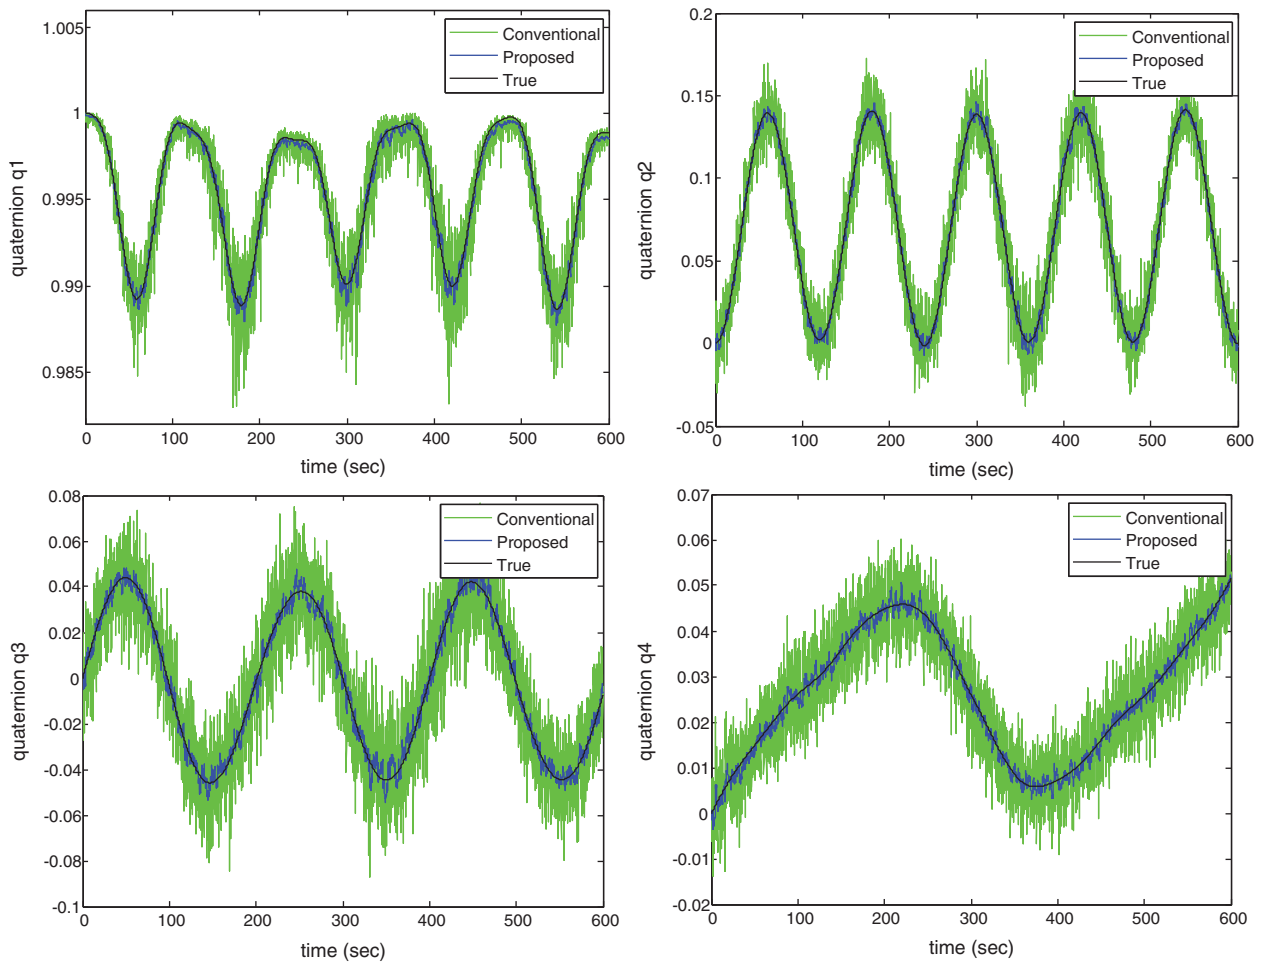 1.005
1
0.995
0.99
0.985
quaternion q1
Conventional
Proposed
True
0 100 200 300 400 500 600
time (sec)
0.2
0.15
0.1
0.05
0
-0.05
quaternion q2
Conventional
Proposed
True
0 100 200 300 400 500 600
time (sec)
0.08
0.06
0.04
0.02
0
-0.02
-0.04
-0.06
-0.08
-0.1
quaternion q3
Conventional
Proposed
True
0 100 200 300 400 500 600
time (sec)
0.07
0.06
0.05
0.04
0.03
0.02
0.01
0
-0.01
-0.02
quaternion q4
Conventional
Proposed
True
0 100 200 300 400 500 600
time (sec)